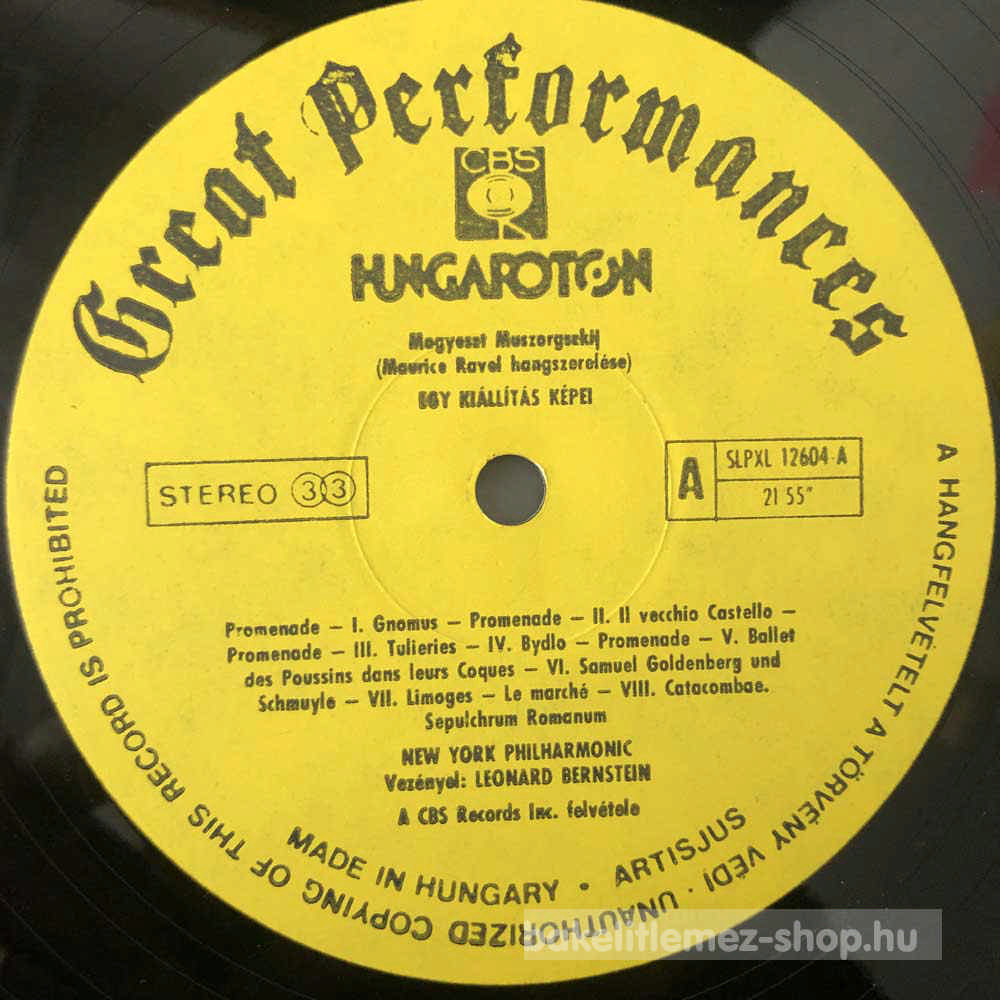 Great Performances
CBS
HUNGAROTON
Mogyeszt Muszorgszkij
(Maurice Ravel hangszerelése)
EGY KIÁLLÍTÁS KÉPEI
STEREO 33
A
SLPXL 12604-A
21 55"
Promenade – I. Gnomus – Promenade – II. Il vecchio Castello –
Promenade – III. Tulieries – IV. Bydlo – Promenade – V. Ballet
des Poussins dans leurs Coques – VI. Samuel Goldenberg und
Schmuyle – VII. Limoges – Le marché – VIII. Catacombae.
Sepulchrum Romanum
NEW YORK PHILHARMONIC
Vezényel: LEONARD BERNSTEIN
A CBS Records Inc. felvétele
MADE IN HUNGARY • ARTISJUS
A HANGFELVÉTELT A TÖRVÉNY VÉDI · UNAUTHORIZED COPYING OF THIS RECORD IS PROHIBITED
bakelitlemez-shop.hu